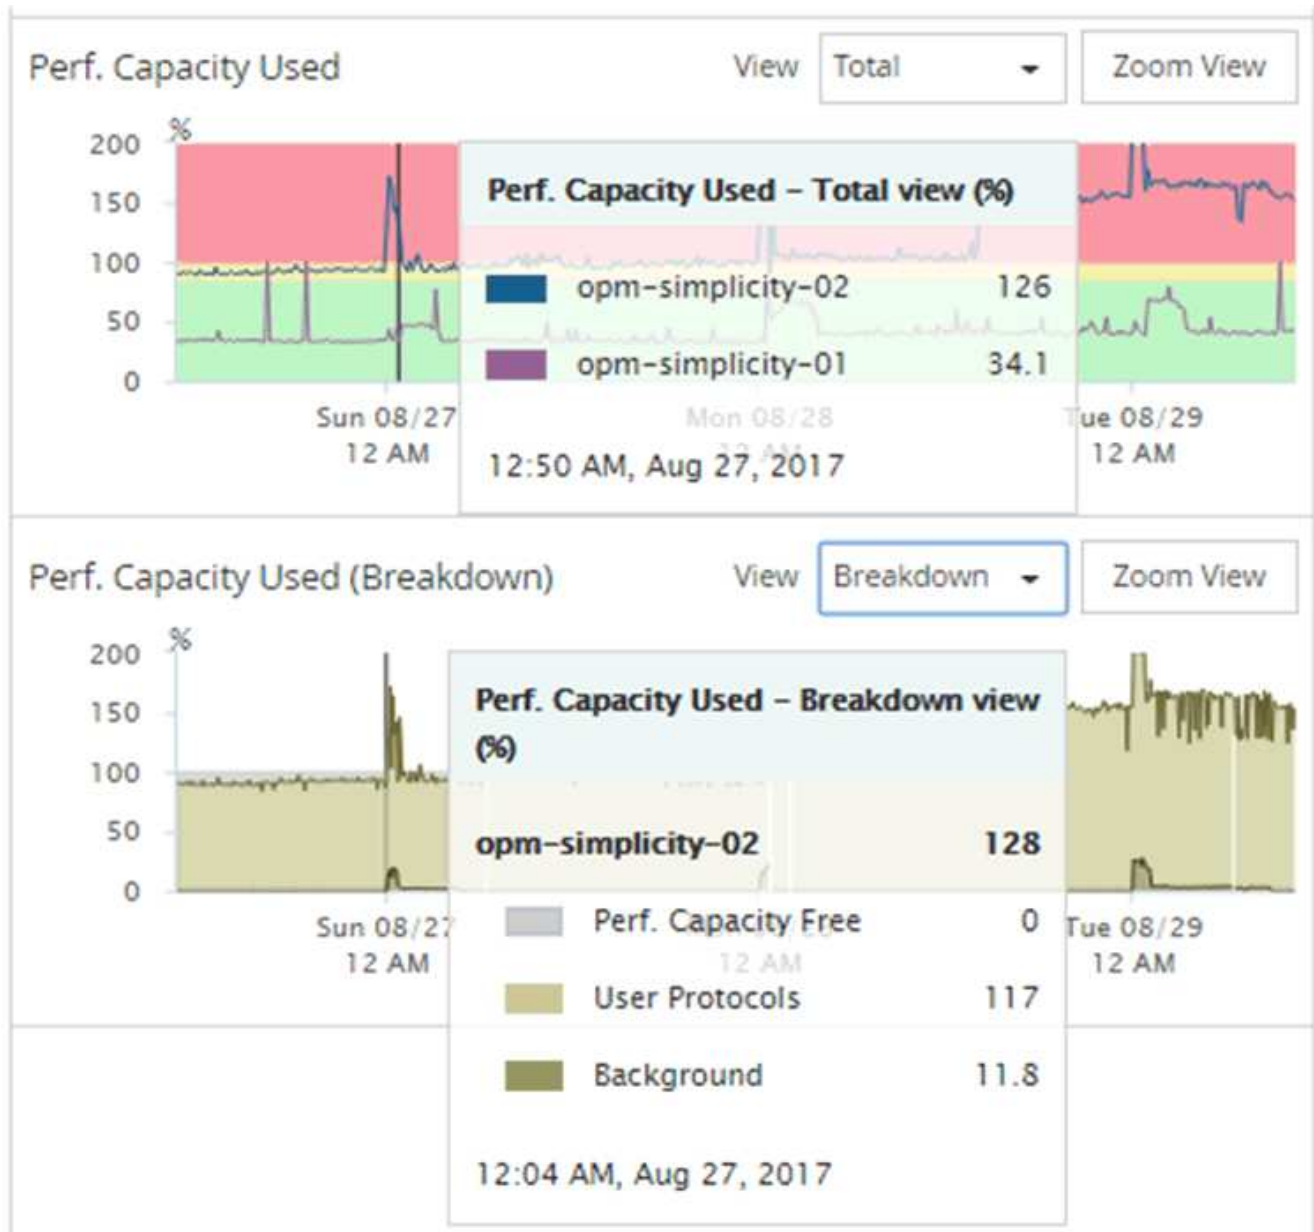 Perf. Capacity Used View Total Zoom View
%
200
150
100
50
0
Perf. Capacity Used - Total view (%)
opm-simplicity-02 126
opm-simplicity-01 34.1
12:50 AM, Aug 27, 2017
Sun 08/27 Mon 08/28 Tue 08/29
12 AM 12 AM 12 AM
Perf. Capacity Used (Breakdown) View Breakdown Zoom View
%
200
150
100
50
0
Perf. Capacity Used - Breakdown view
(%)
opm-simplicity-02 128
Perf. Capacity Free 0
User Protocols 117
Background 11.8
12:04 AM, Aug 27, 2017
Sun 08/27 Tue 08/29
12 AM 12 AM 12 AM